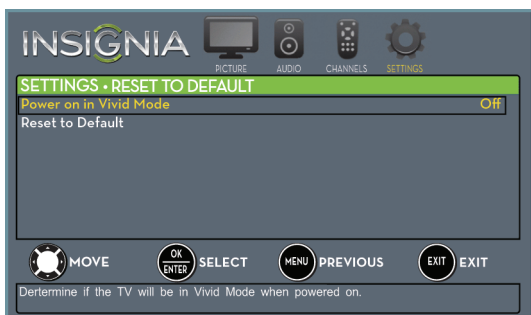 INSIGNIA
PICTURE AUDIO CHANNELS SETTINGS
SETTINGS • RESET TO DEFAULT
Power on in Vivid Mode Off
Reset to Default
MOVE OK ENTER SELECT MENU PREVIOUS EXIT EXIT
Dertermine if the TV will be in Vivid Mode when powered on.